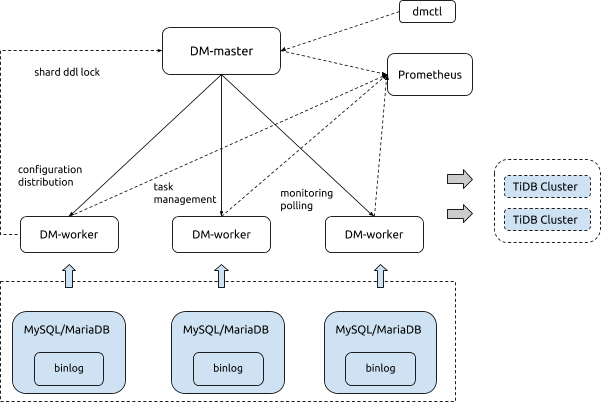 dmctl
DM-master
Prometheus
shard ddl lock
configuration
distribution
task
management
monitoring
polling
TiDB Cluster
TiDB Cluster
DM-worker
DM-worker
DM-worker
MySQL/MariaDB
MySQL/MariaDB
MySQL/MariaDB
binlog
binlog
binlog